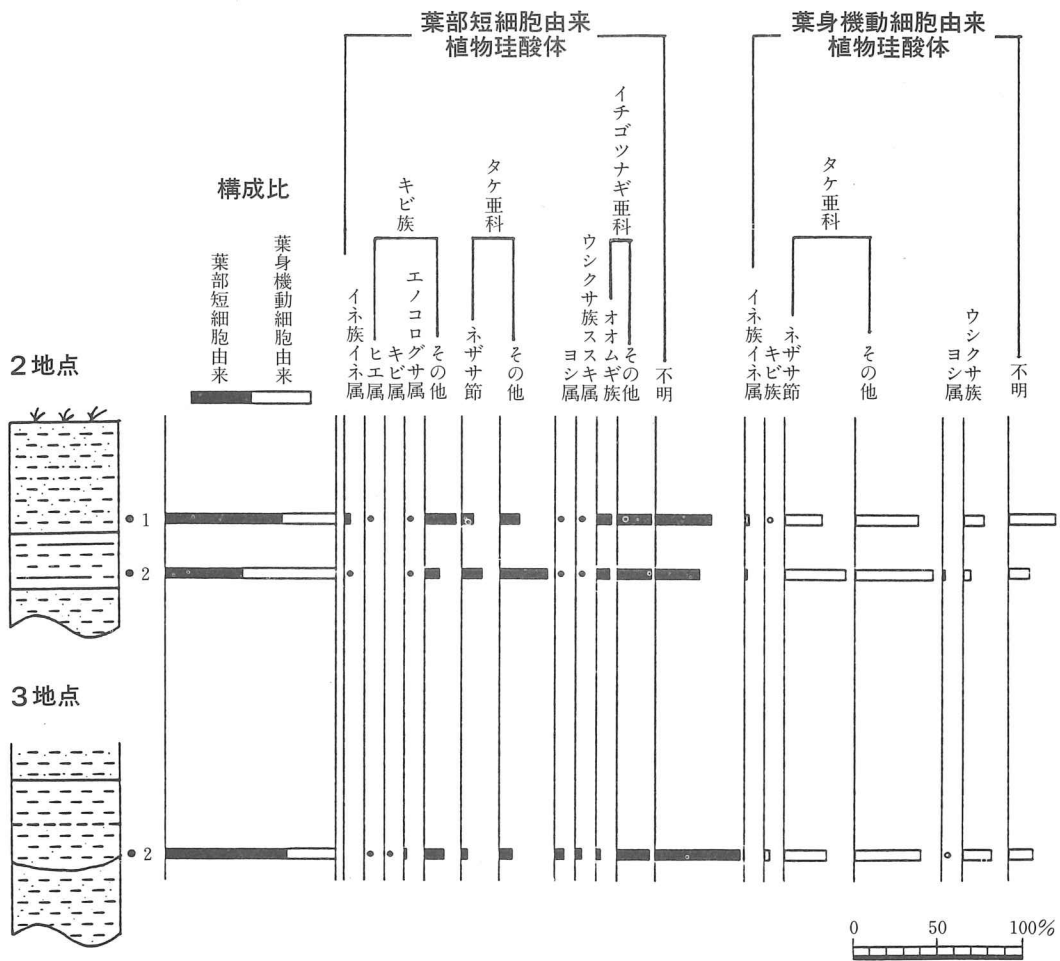 葉部短細胞由来
植物珪酸体
葉身機動細胞由来
植物珪酸体
構成比
葉部短細胞由来
葉身機動細胞由来
イネ族イネ属
キビ族
ヒエ属
キビ属
エノコログサ属
その他
タケ亜科
ネザサ節
その他
ヨシ属
ウシクサ族ススキ属
イチゴツナギ亜科
オオムギ族
その他
不明
イネ族イネ属
キビ族
タケ亜科
ネザサ節
その他
ヨシ属
ウシクサ族
不明
2地点
1
2
3地点
2
0 50 100%